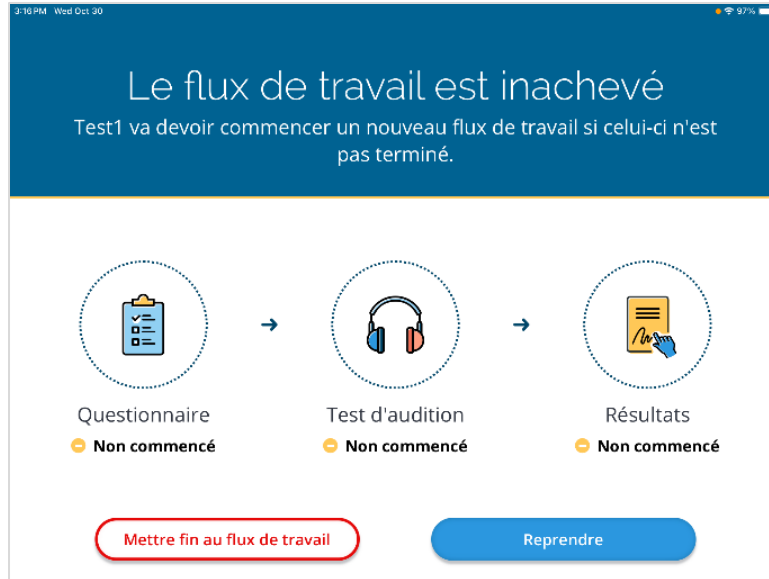 3:16 PM Wed Oct 30
97%
Le flux de travail est inachevé
Test1 va devoir commencer un nouveau flux de travail si celui-ci n'est
pas terminé.
Questionnaire
Test d'audition
Résultats
Non commencé
Non commencé
Non commencé
Mettre fin au flux de travail
Reprendre